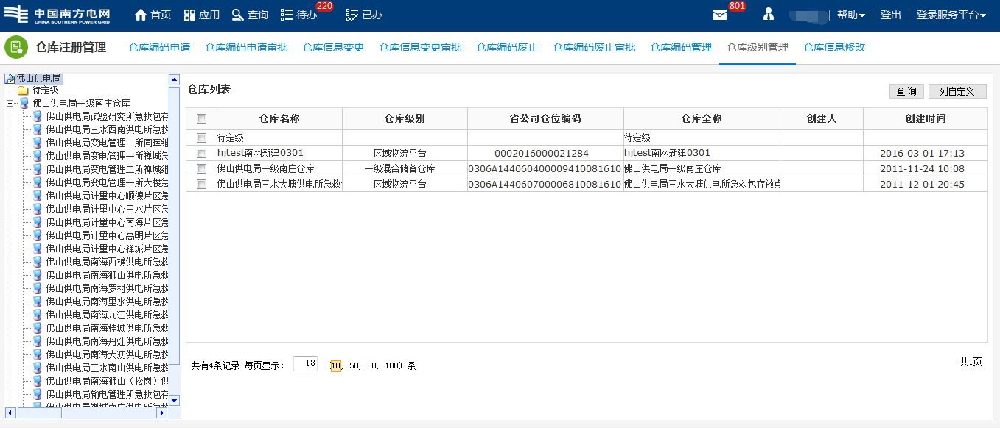 中国南方电网 首页 应用 查询 待办 220 已办 801 帮助 登出 登录服务平台
CHINA SOUTHERN POWER GRID
仓库注册管理 仓库编码申请 仓库编码申请审批 仓库信息变更 仓库信息变更审批 仓库编码废止 仓库编码废止审批 仓库编码管理 仓库级别管理 仓库信息修改
佛山供电局
待定级
佛山供电局一级南庄仓库
佛山供电局试验研究所急救包存
佛山供电局三水西南供电所急救
佛山供电局变电管理二所同晖继
佛山供电局变电管理一所禅城急
佛山供电局变电管理二所禅城继
佛山供电局变电管理一所大楼急
佛山供电局计量中心顺德片区急
佛山供电局计量中心三水片区急
佛山供电局计量中心南海片区急
佛山供电局计量中心高明片区急
佛山供电局计量中心禅城片区急
佛山供电局南海西樵供电所急救
佛山供电局南海狮山供电所急救
佛山供电局南海罗村供电所急救
佛山供电局南海里水供电所急救
佛山供电局南海九江供电所急救
佛山供电局南海桂城供电所急救
佛山供电局南海丹灶供电所急救
佛山供电局南海大沥供电所急救
佛山供电局三水南山供电所急救
佛山供电局南海狮山（松岗）供
佛山供电局输电管理所急救包存
佛山供电局禅城南庄供电所急救
仓库列表 查 询 列自定义
仓库名称 仓库级别 省公司仓位编码 仓库全称 创建人 创建时间
待定级 待定级
hjtest南网新建0301 区域物流平台 0002016000021284 hjtest南网新建0301 2016-03-01 17:13
佛山供电局一级南庄仓库 一级混合储备仓库 0306A144060400009410081610 佛山供电局一级南庄仓库 2011-11-24 10:08
佛山供电局三水大塘供电所急救 区域物流平台 0306A144060700006810081610 佛山供电局三水大塘供电所急救包存放点 2011-12-01 20:45
共有4条记录 每页显示： 18 （18, 50, 80, 100）条 共1页